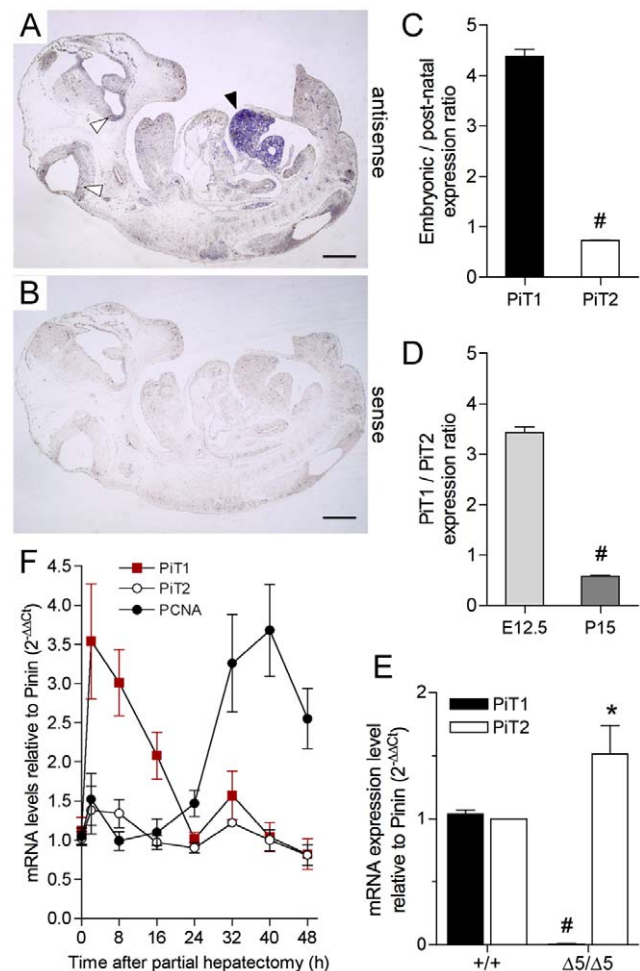 A
antisense
B
sense
C
Embryonic / post-natal
expression ratio
5
4
3
2
1
0
#
PiT1 PiT2
D
PiT1 / PiT2
expression ratio
5
4
3
2
1
0
#
E12.5 P15
E
PiT1
PiT2
mRNA expression level
relative to Pinin (2-ΔΔCt)
2
1
0
#
*
+/+ Δ5/Δ5
F
PiT1
PiT2
PCNA
mRNA levels relative to Pinin (2-ΔΔCt)
4.5
4.0
3.5
3.0
2.5
2.0
1.5
1.0
0.5
0.0
0 8 16 24 32 40 48
Time after partial hepatectomy (h)